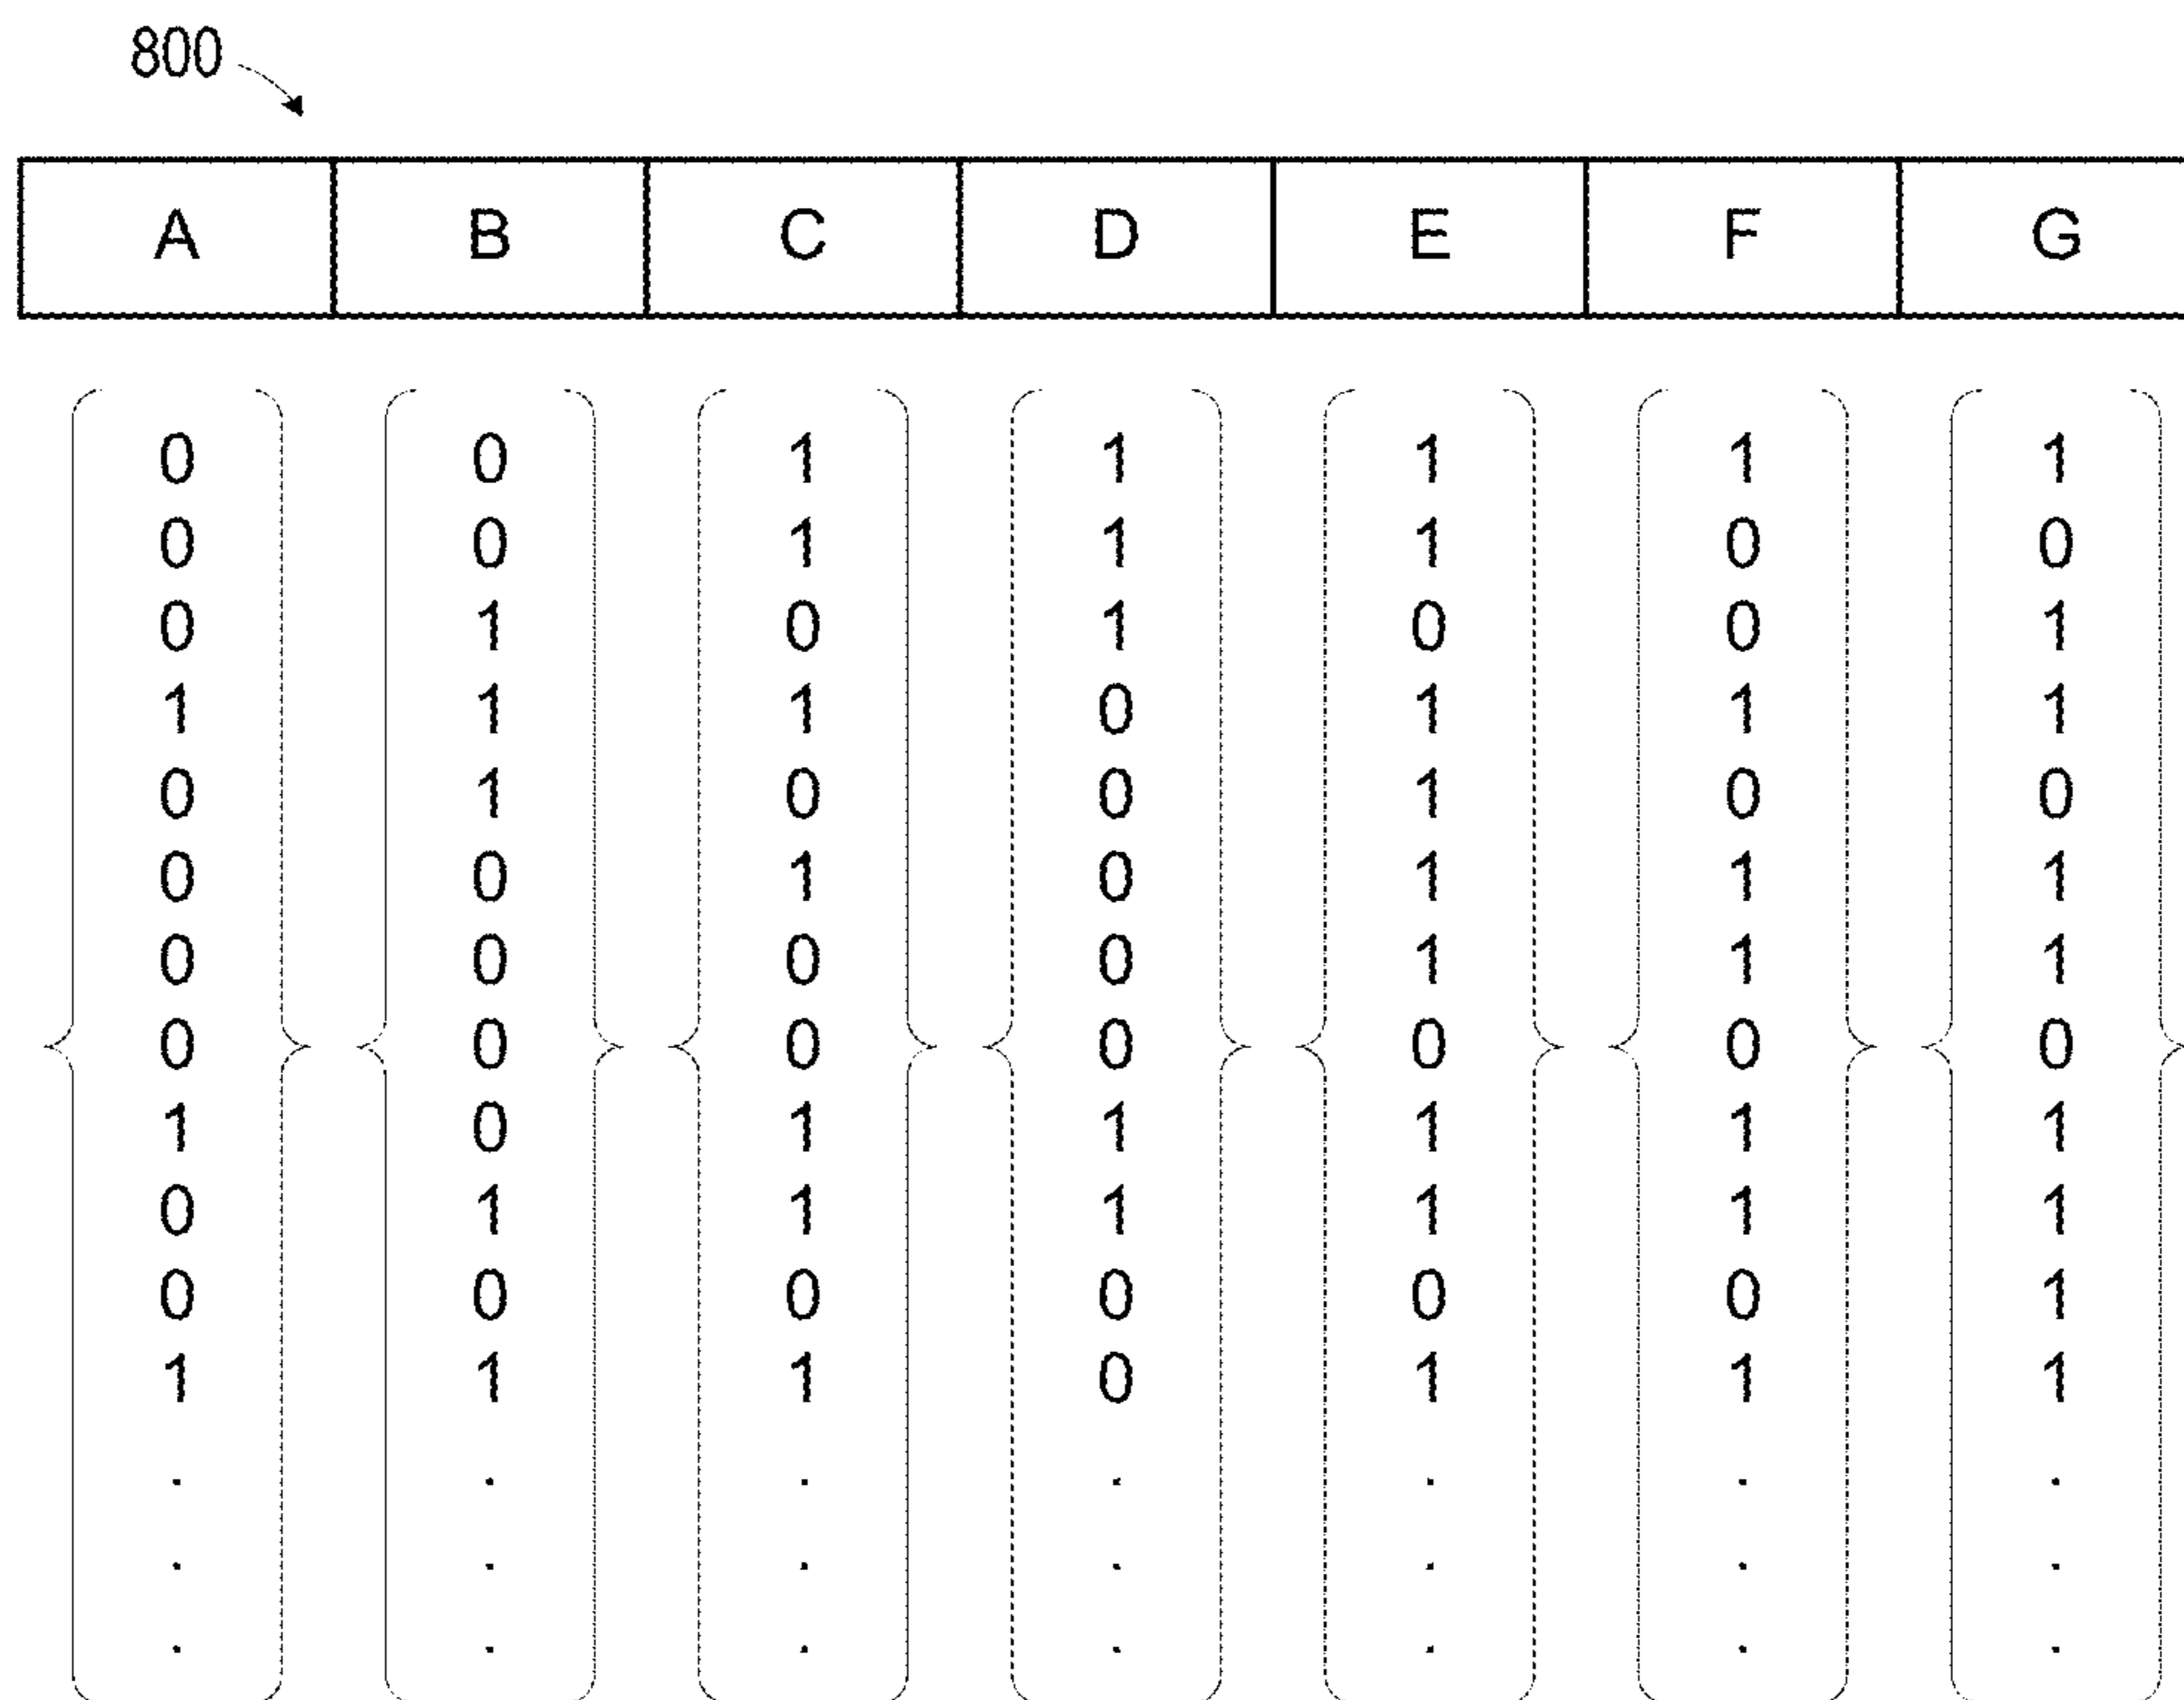 800
A B C D E F G
0 0 1 1 1 1 1
0 0 1 1 1 0 0
0 1 0 1 0 0 1
1 1 1 0 1 1 1
0 1 0 0 1 0 0
0 0 1 0 1 1 1
0 0 0 0 1 1 1
0 0 0 0 0 0 0
1 0 1 1 1 1 1
0 1 1 1 1 1 1
0 0 0 0 0 0 1
1 1 1 0 1 1 1
. . . . . . .
. . . . . . .
. . . . . . .